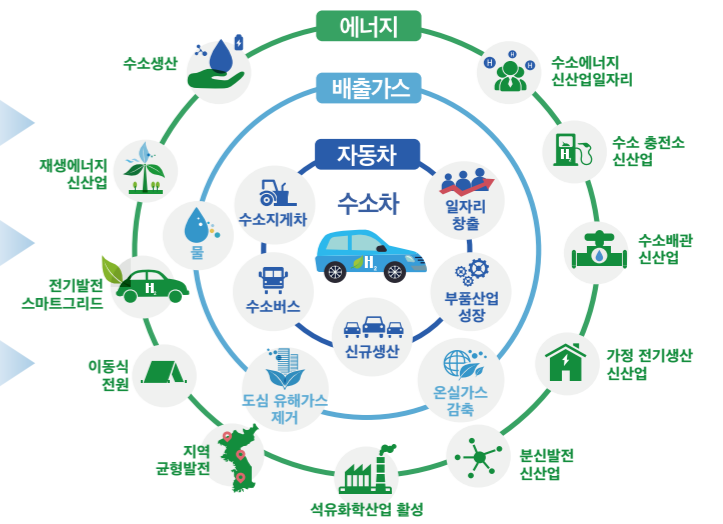 에너지
배출가스
자동차
수소차
수소생산
수소에너지
신산업일자리
재생에너지
신산업
수소 충전소
신산업
H
H
H
H
수소지게차
일자리
창출
물
수소배관
신산업
전기발전
스마트그리드
H
H
수소버스
부품산업
성장
신규생산
이동식
전원
가정 전기생산
신산업
도심 유해가스
제거
온실가스
감축
지역
균형발전
분신발전
신산업
석유화학산업 활성